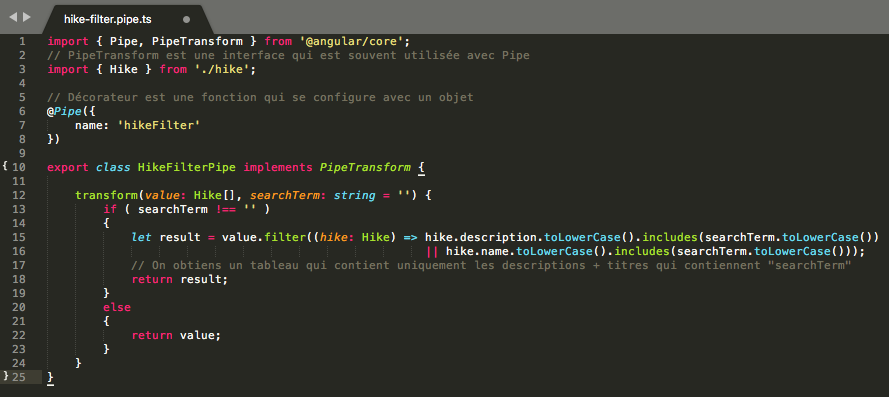 hike-filter.pipe.ts
1 import { Pipe, PipeTransform } from '@angular/core';
2 // PipeTransform est une interface qui est souvent utilisée avec Pipe
3 import { Hike } from './hike';
4
5 // Décorateur est une fonction qui se configure avec un objet
6 @Pipe({
7     name: 'hikeFilter'
8 })
9
{ 10 export class HikeFilterPipe implements PipeTransform {
11
12     transform(value: Hike[], searchTerm: string = '') {
13         if ( searchTerm !== '' )
14         {
15             let result = value.filter((hike: Hike) => hike.description.toLowerCase().includes(searchTerm.toLowerCase())
16                                                       || hike.name.toLowerCase().includes(searchTerm.toLowerCase()));
17             // On obtiens un tableau qui contient uniquement les descriptions + titres qui contiennent "searchTerm"
18             return result;
19         }
20         else
21         {
22             return value;
23         }
24     }
} 25 }